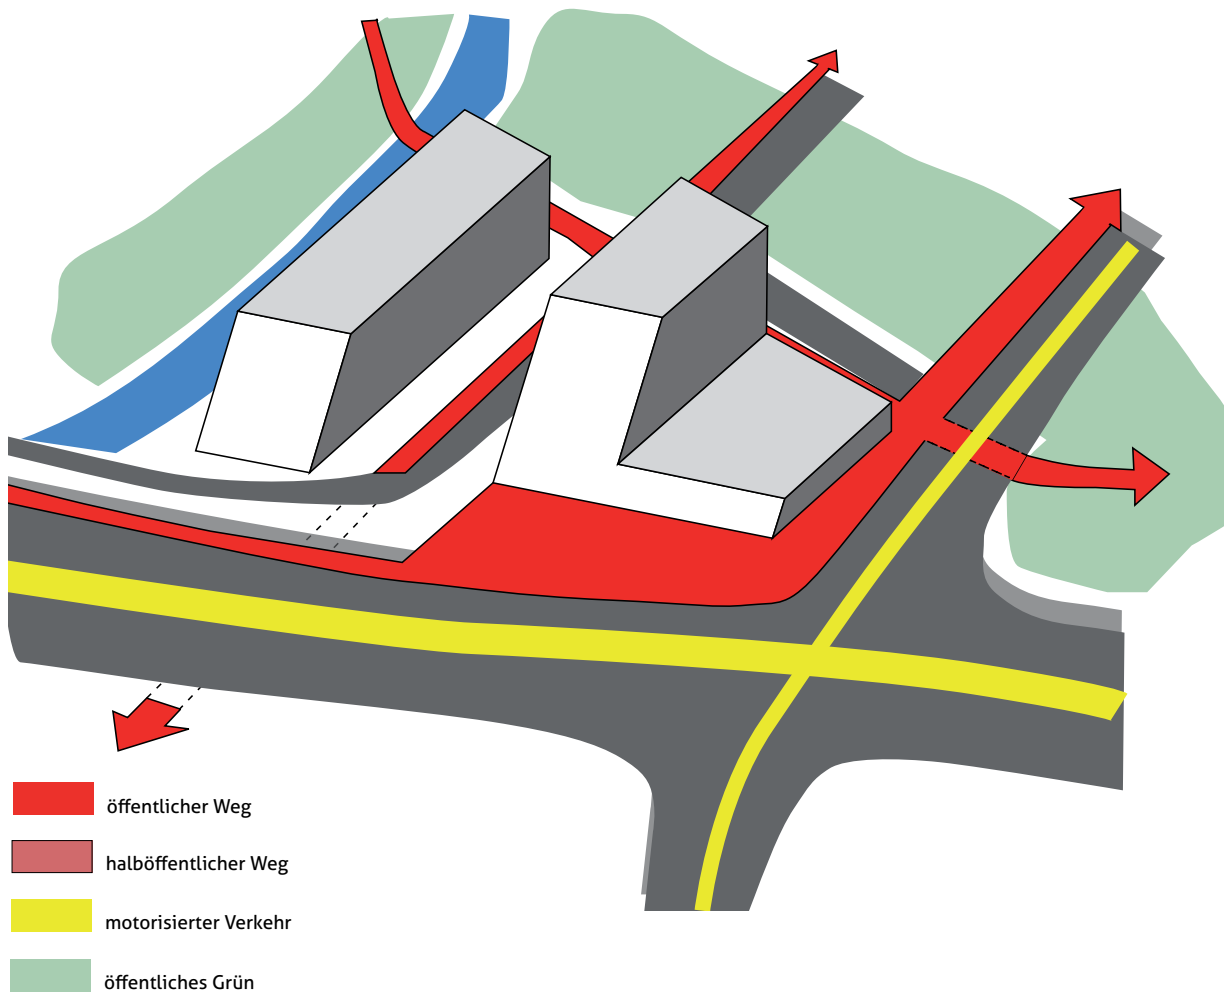 öffentlicher Weg
halböffentlicher Weg
motorisierter Verkehr
öffentliches Grün